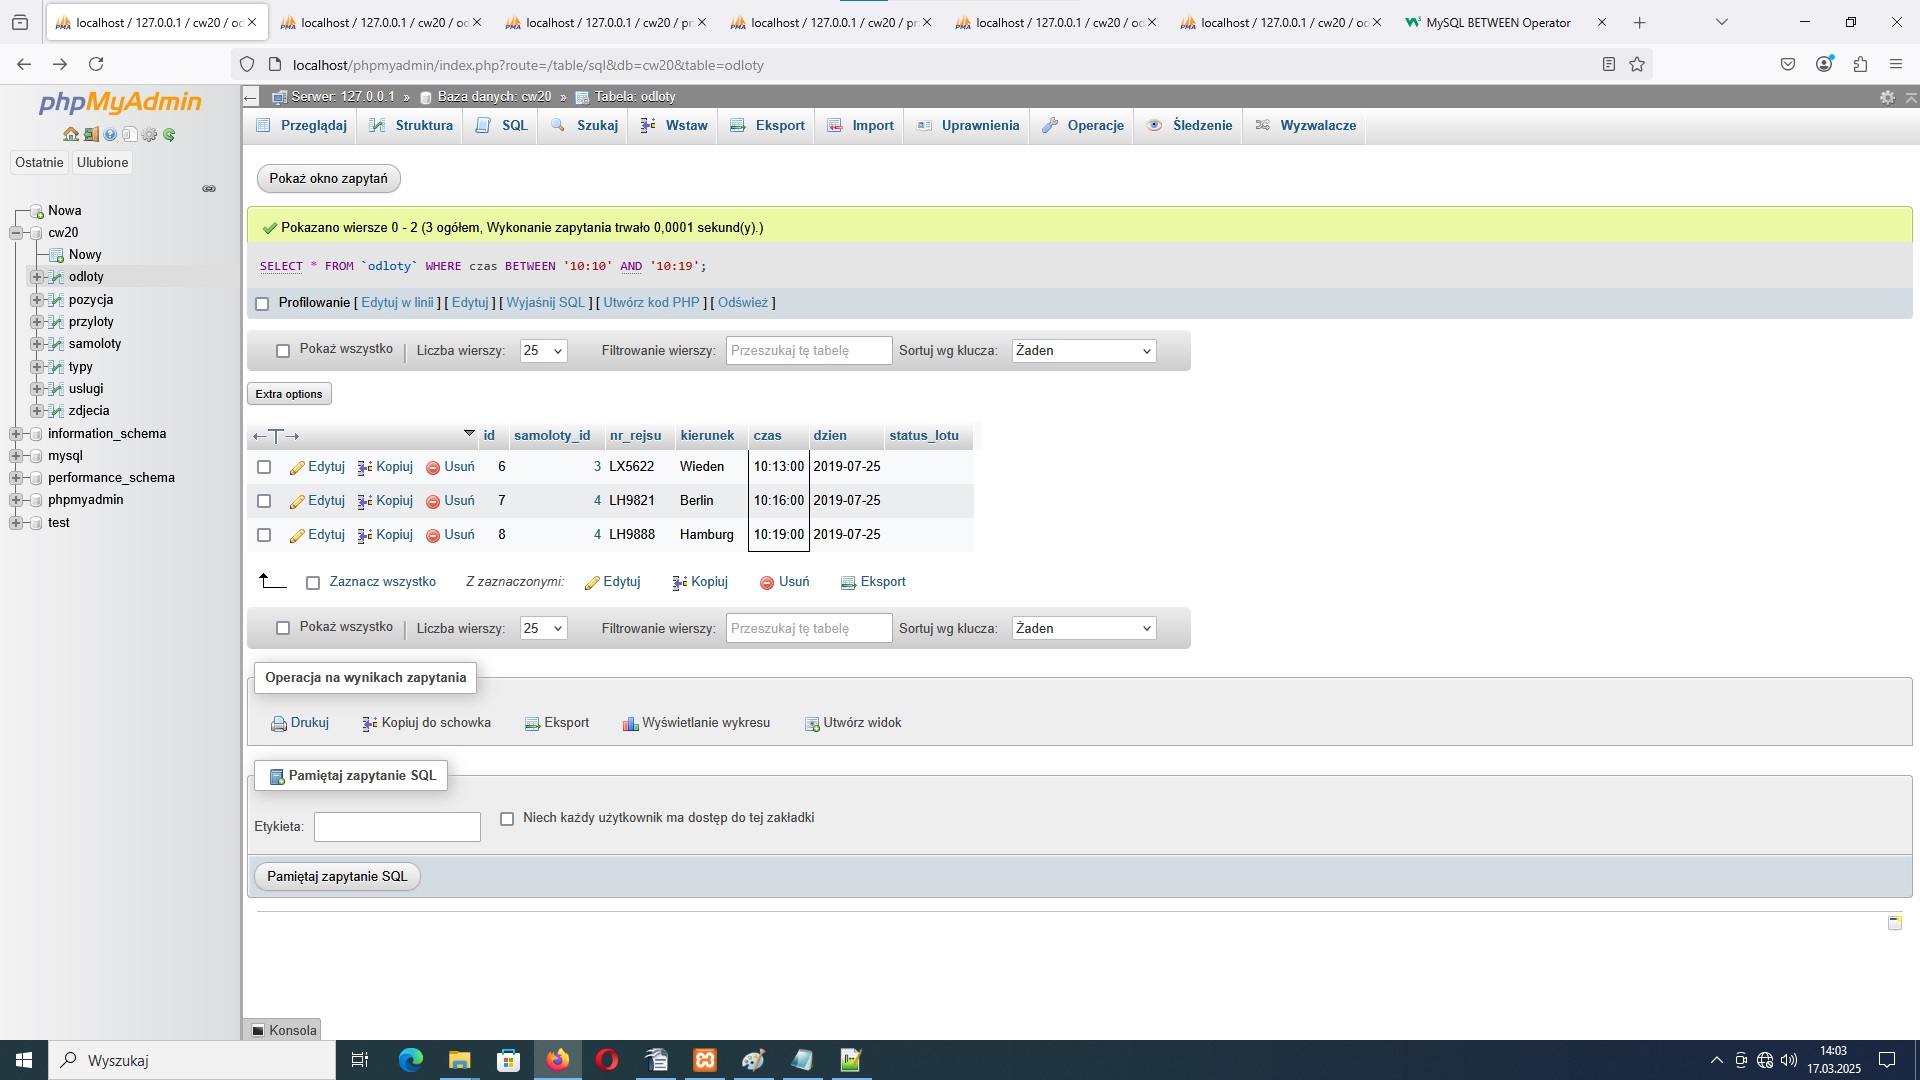 localhost / 127.0.0.1 / cw20 / od
localhost / 127.0.0.1 / cw20 / od
localhost / 127.0.0.1 / cw20 / pr
localhost / 127.0.0.1 / cw20 / pr
localhost / 127.0.0.1 / cw20 / od
localhost / 127.0.0.1 / cw20 / od
MySQL BETWEEN Operator
localhost/phpmyadmin/index.php?route=/table/sql&db=cw20&table=odloty
phpMyAdmin
Ostatnie Ulubione
Nowa
cw20
Nowy
odloty
pozycja
przyloty
samoloty
typy
uslugi
zdjecia
information_schema
mysql
performance_schema
phpmyadmin
test
Serwer: 127.0.0.1 » Baza danych: cw20 » Tabela: odloty
Przeglądaj Struktura SQL Szukaj Wstaw Eksport Import Uprawnienia Operacje Śledzenie Wyzwalacze
Pokaż okno zapytań
Pokazano wiersze 0 - 2 (3 ogółem, Wykonanie zapytania trwało 0,0001 sekund(y).)
SELECT * FROM `odloty` WHERE czas BETWEEN '10:10' AND '10:19';
Profilowanie [ Edytuj w linii ] [ Edytuj ] [ Wyjaśnij SQL ] [ Utwórz kod PHP ] [ Odśwież ]
Pokaż wszystko Liczba wierszy: 25 Filtrowanie wierszy: Przeszukaj tę tabelę Sortuj wg klucza: Żaden
Extra options
←T→ id samoloty_id nr_rejsu kierunek czas dzien status_lotu
Edytuj Kopiuj Usuń 6 3 LX5622 Wieden 10:13:00 2019-07-25
Edytuj Kopiuj Usuń 7 4 LH9821 Berlin 10:16:00 2019-07-25
Edytuj Kopiuj Usuń 8 4 LH9888 Hamburg 10:19:00 2019-07-25
Zaznacz wszystko Z zaznaczonymi: Edytuj Kopiuj Usuń Eksport
Pokaż wszystko Liczba wierszy: 25 Filtrowanie wierszy: Przeszukaj tę tabelę Sortuj wg klucza: Żaden
Operacja na wynikach zapytania
Drukuj Kopiuj do schowka Eksport Wyświetlanie wykresu Utwórz widok
Pamiętaj zapytanie SQL
Etykieta: Niech każdy użytkownik ma dostęp do tej zakładki
Pamiętaj zapytanie SQL
Konsola
Wyszukaj
14:03
17.03.2025